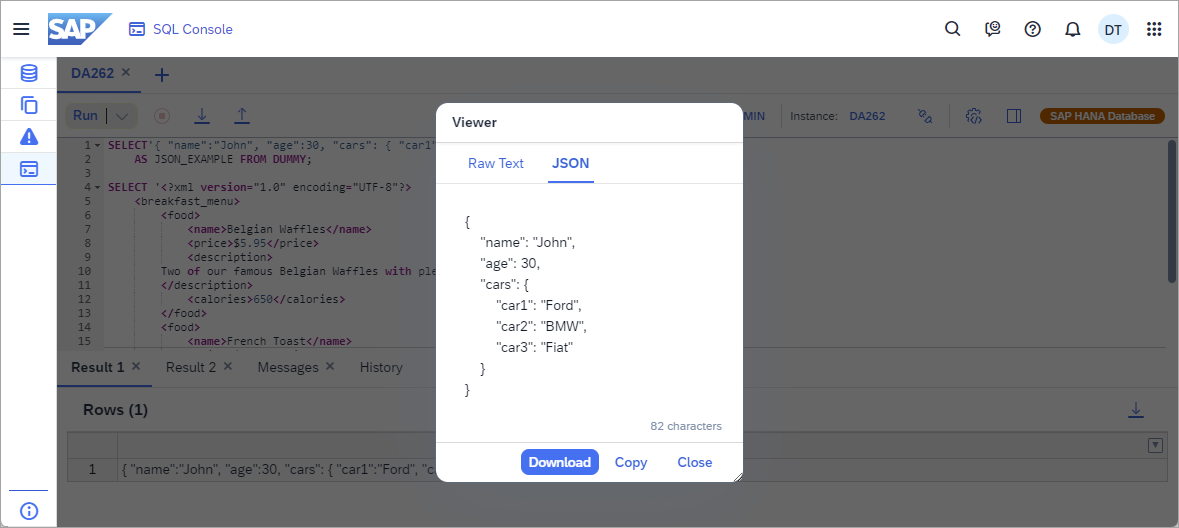 SAP SQL Console DT
DA262
Run MIN Instance: DA262 SAP HANA Database
1 SELECT'{ "name":"John", "age":30, "cars": { "car1"
2 AS JSON_EXAMPLE FROM DUMMY;
3
4 SELECT '<?xml version="1.0" encoding="UTF-8"?>
5 <breakfast_menu>
6 <food>
7 <name>Belgian Waffles</name>
8 <price>$5.95</price>
9 <description>
10 Two of our famous Belgian Waffles with ple
11 </description>
12 <calories>650</calories>
13 </food>
14 <food>
15 <name>French Toast</name>
Viewer
Raw Text JSON
{
"name": "John",
"age": 30,
"cars": {
"car1": "Ford",
"car2": "BMW",
"car3": "Fiat"
}
}
82 characters
Download Copy Close
Result 1 Result 2 Messages History
Rows (1)
1 { "name":"John", "age":30, "cars": { "car1":"Ford", "c